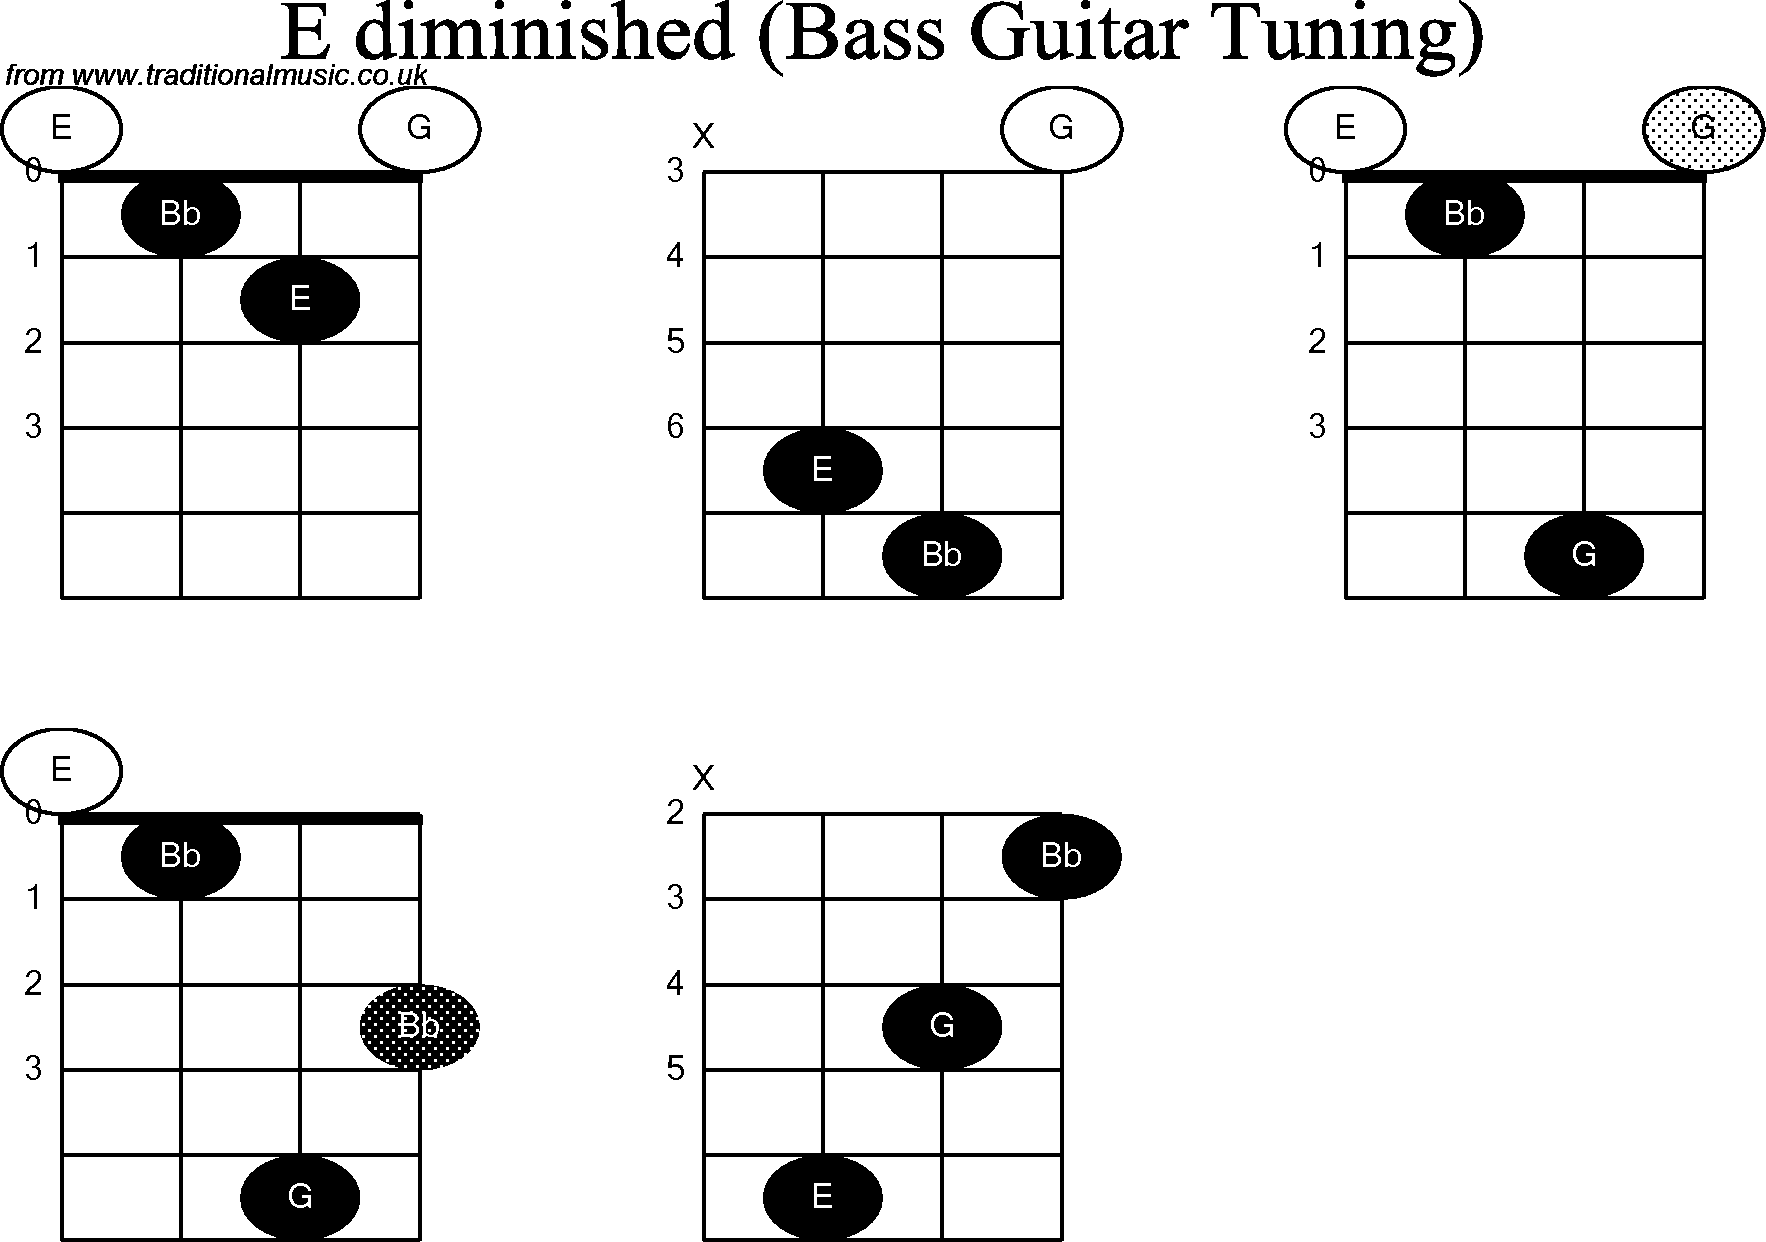 E diminished (Bass Guitar Tuning)
from www.traditionalmusic.co.uk
E G X G E G
0 3 0
Bb Bb
1 4 1
E
2 5 2
3 6 3
E
Bb G
E X
0 2
Bb Bb
1 3
2 4
Bb G
3 5
G E